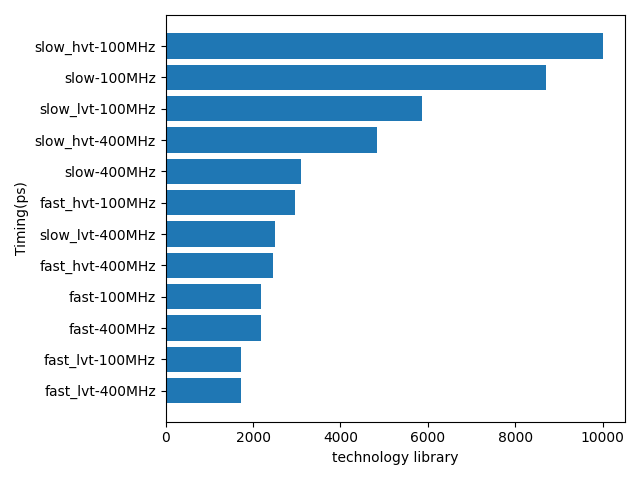 slow_hvt-100MHz
slow-100MHz
slow_lvt-100MHz
slow_hvt-400MHz
slow-400MHz
fast_hvt-100MHz
slow_lvt-400MHz
fast_hvt-400MHz
fast-100MHz
fast-400MHz
fast_lvt-100MHz
fast_lvt-400MHz
Timing(ps)
0 2000 4000 6000 8000 10000
technology library